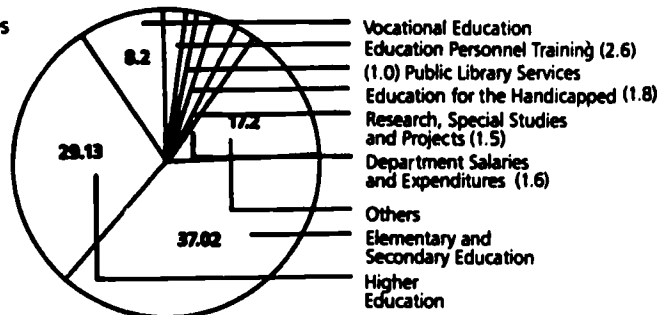 Vocational Education
Education Personnel Training (2.6)
(1.0) Public Library Services
Education for the Handicapped (1.8)
Research, Special Studies
and Projects (1.5)
Department Salaries
and Expenditures (1.6)
Others
Elementary and
Secondary Education
Higher
Education
8.2
17.2
29.13
37.02